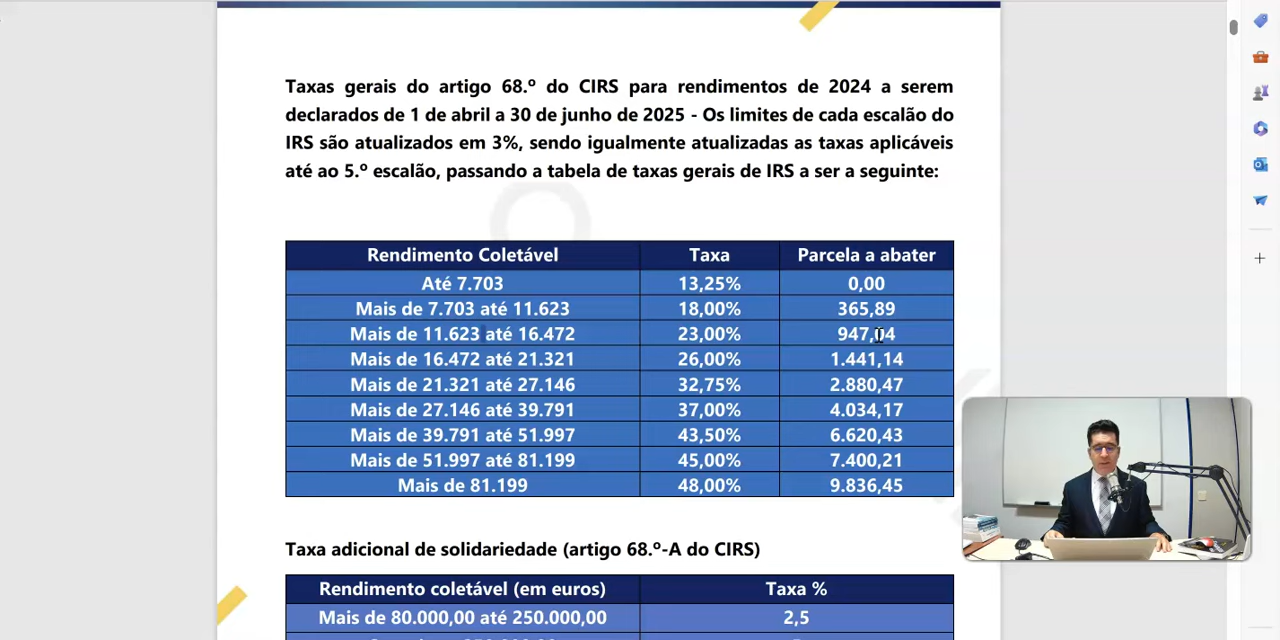 Taxas gerais do artigo 68.º do CIRS para rendimentos de 2024 a serem
declarados de 1 de abril a 30 de junho de 2025 - Os limites de cada escalão do
IRS são atualizados em 3%, sendo igualmente atualizadas as taxas aplicáveis
até ao 5.º escalão, passando a tabela de taxas gerais de IRS a ser a seguinte:
Rendimento Coletável Taxa Parcela a abater
Até 7.703 13,25% 0,00
Mais de 7.703 até 11.623 18,00% 365,89
Mais de 11.623 até 16.472 23,00%
Mais de 16.472 até 21.321 26,00% 1.441,14
Mais de 21.321 até 27.146 32,75% 2.880,47
Mais de 27.146 até 39.791 37,00% 4.034,17
Mais de 39.791 até 51.997 43,50% 6.620,43
Mais de 51.997 até 81.199 45,00% 7.400,21
Mais de 81.199 48,00% 9.836,45
Taxa adicional de solidariedade (artigo 68.º-A do CIRS)
Rendimento coletável (em euros) Taxa %
Mais de 80.000,00 até 250.000,00 2,5